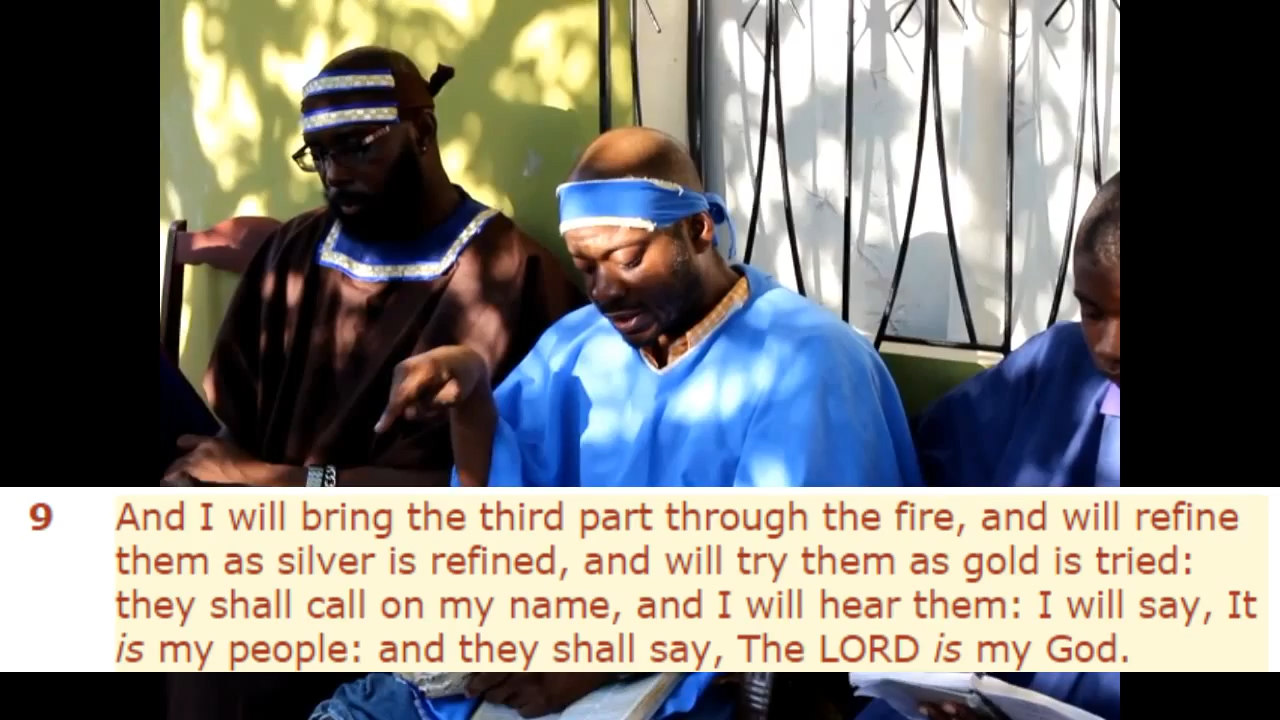 9 And I will bring the third part through the fire, and will refine
them as silver is refined, and will try them as gold is tried:
they shall call on my name, and I will hear them: I will say, It
is my people: and they shall say, The LORD is my God.